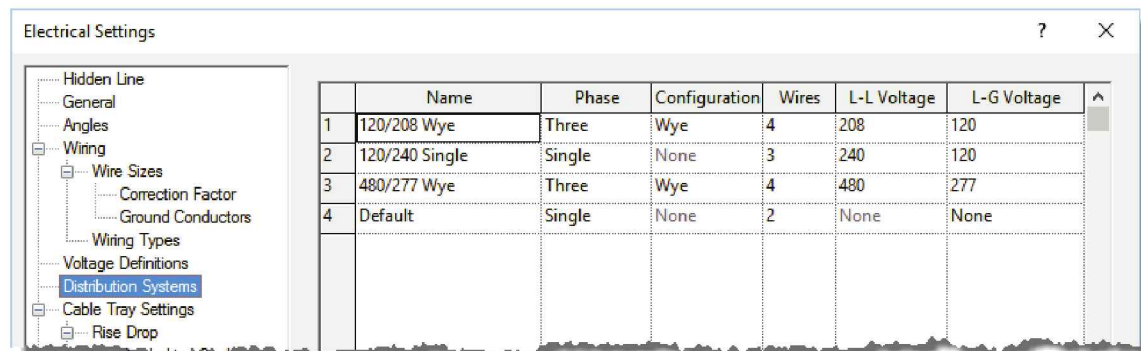 Electrical Settings ?
Hidden Line
General
Angles
Wiring
Wire Sizes
Correction Factor
Ground Conductors
Wiring Types
Voltage Definitions
Distribution Systems
Cable Tray Settings
Rise Drop
Name Phase Configuration Wires L-L Voltage L-G Voltage
1 120/208 Wye Three Wye 4 208 120
2 120/240 Single Single None 3 240 120
3 480/277 Wye Three Wye 4 480 277
4 Default Single None 2 None None